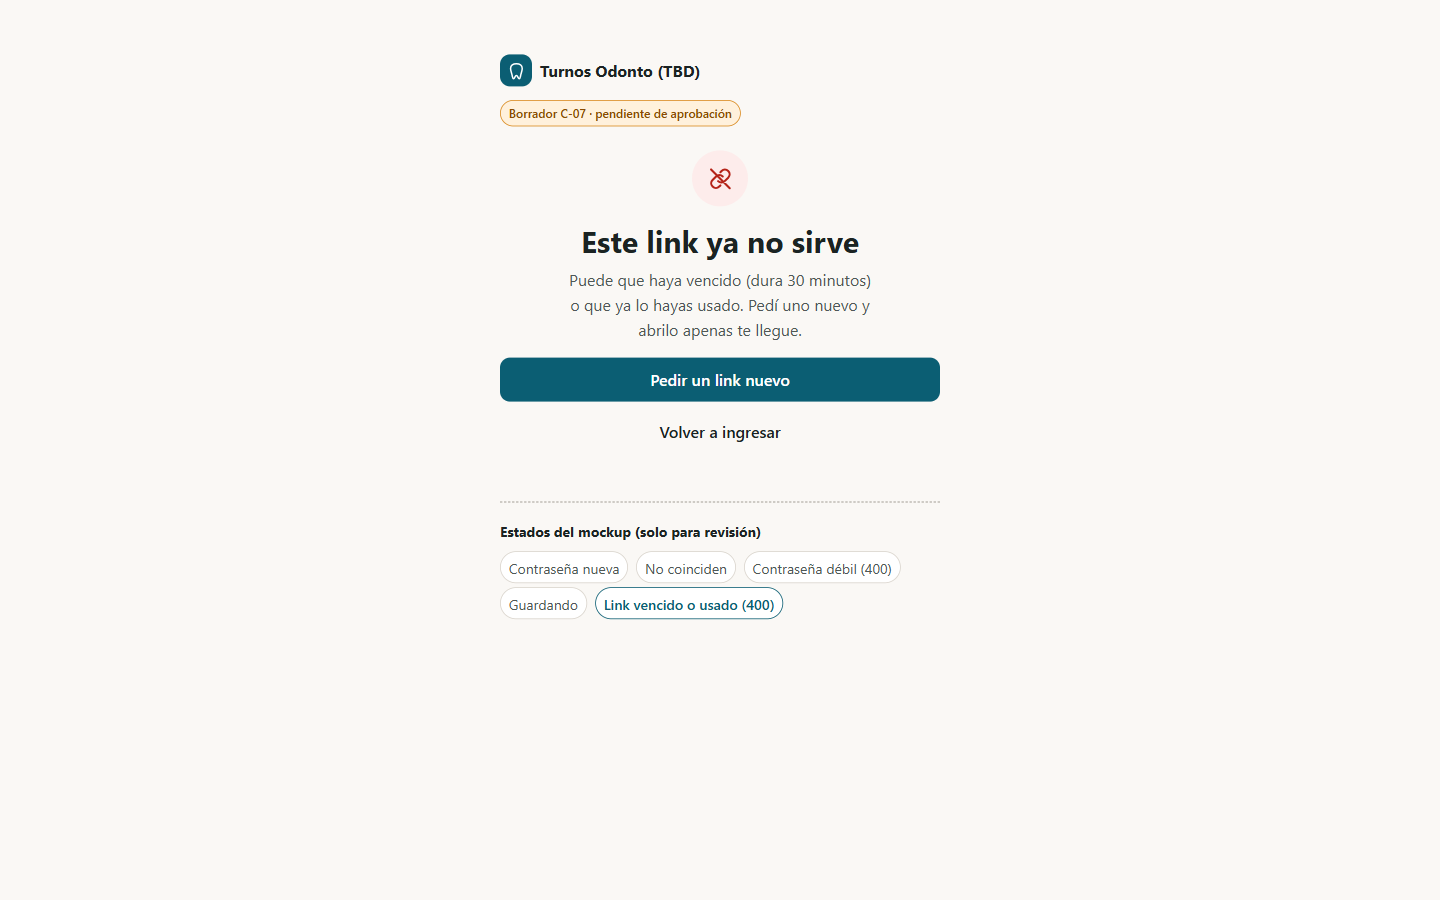 Turnos Odonto (TBD)
Borrador C-07 · pendiente de aprobación
Este link ya no sirve
Puede que haya vencido (dura 30 minutos)
o que ya lo hayas usado. Pedí uno nuevo y
abrilo apenas te llegue.
Pedir un link nuevo
Volver a ingresar
Estados del mockup (solo para revisión)
Contraseña nueva
No coinciden
Contraseña débil (400)
Guardando
Link vencido o usado (400)